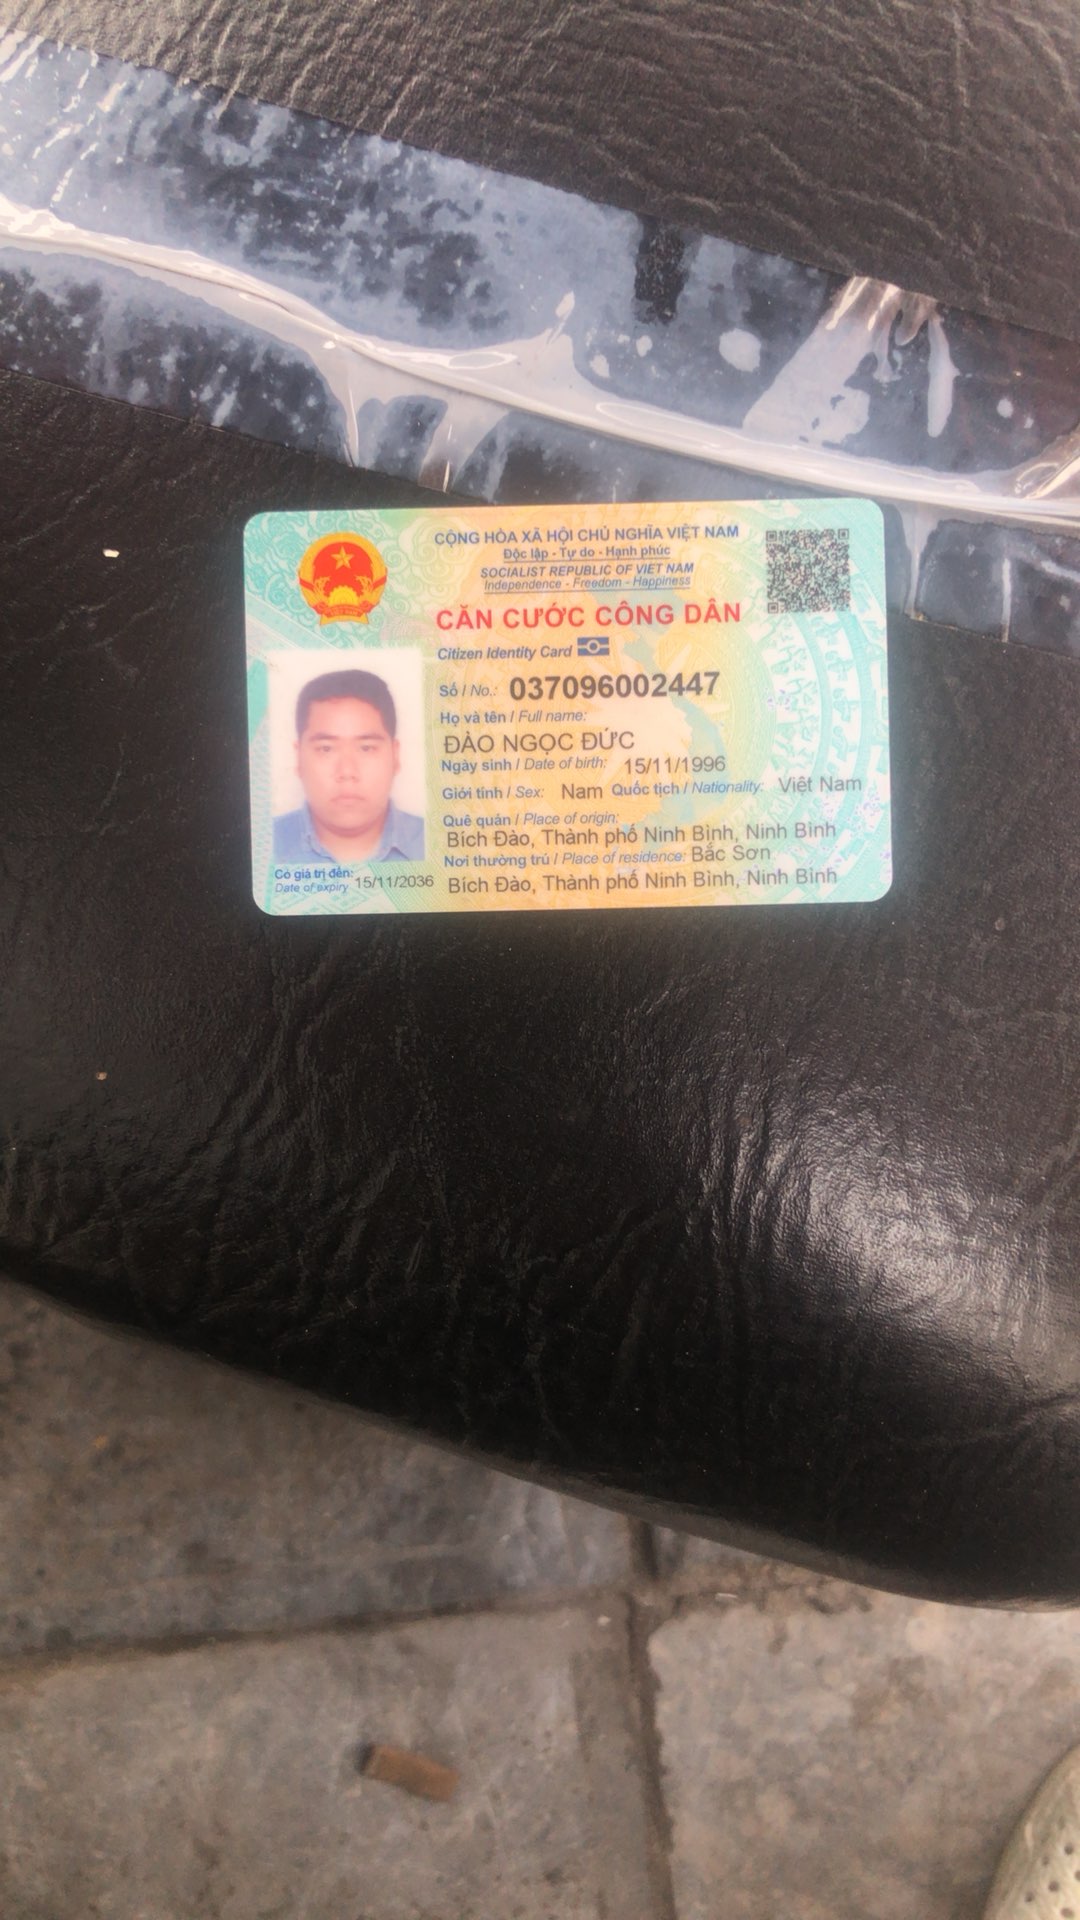 CỘNG HÒA XÃ HỘI CHỦ NGHĨA VIỆT NAM
Độc lập - Tự do - Hạnh phúc
SOCIALIST REPUBLIC OF VIET NAM
Independence - Freedom - Happiness
CĂN CƯỚC CÔNG DÂN
Citizen Identity Card
Số / No.: 037096002447
Họ và tên / Full name:
ĐÀO NGỌC ĐỨC
Ngày sinh / Date of birth: 15/11/1996
Giới tính / Sex: Nam Quốc tịch / Nationality: Việt Nam
Quê quán / Place of origin:
Bích Đào, Thành phố Ninh Bình, Ninh Bình
Nơi thường trú / Place of residence: Bắc Sơn
Bích Đào, Thành phố Ninh Bình, Ninh Bình
Có giá trị đến: 15/11/2036
Date of expiry